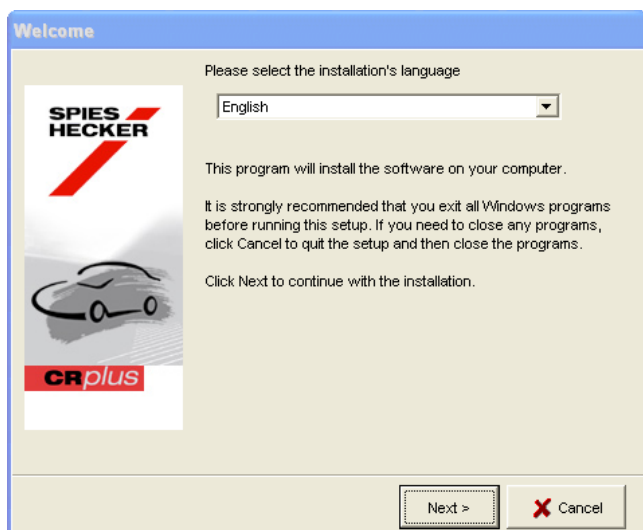 Welcome
Please select the installation's language
English
SPIES
HECKER
This program will install the software on your computer.
It is strongly recommended that you exit all Windows programs
before running this setup. If you need to close any programs,
click Cancel to quit the setup and then close the programs.
Click Next to continue with the installation.
CRplus
Next >
Cancel